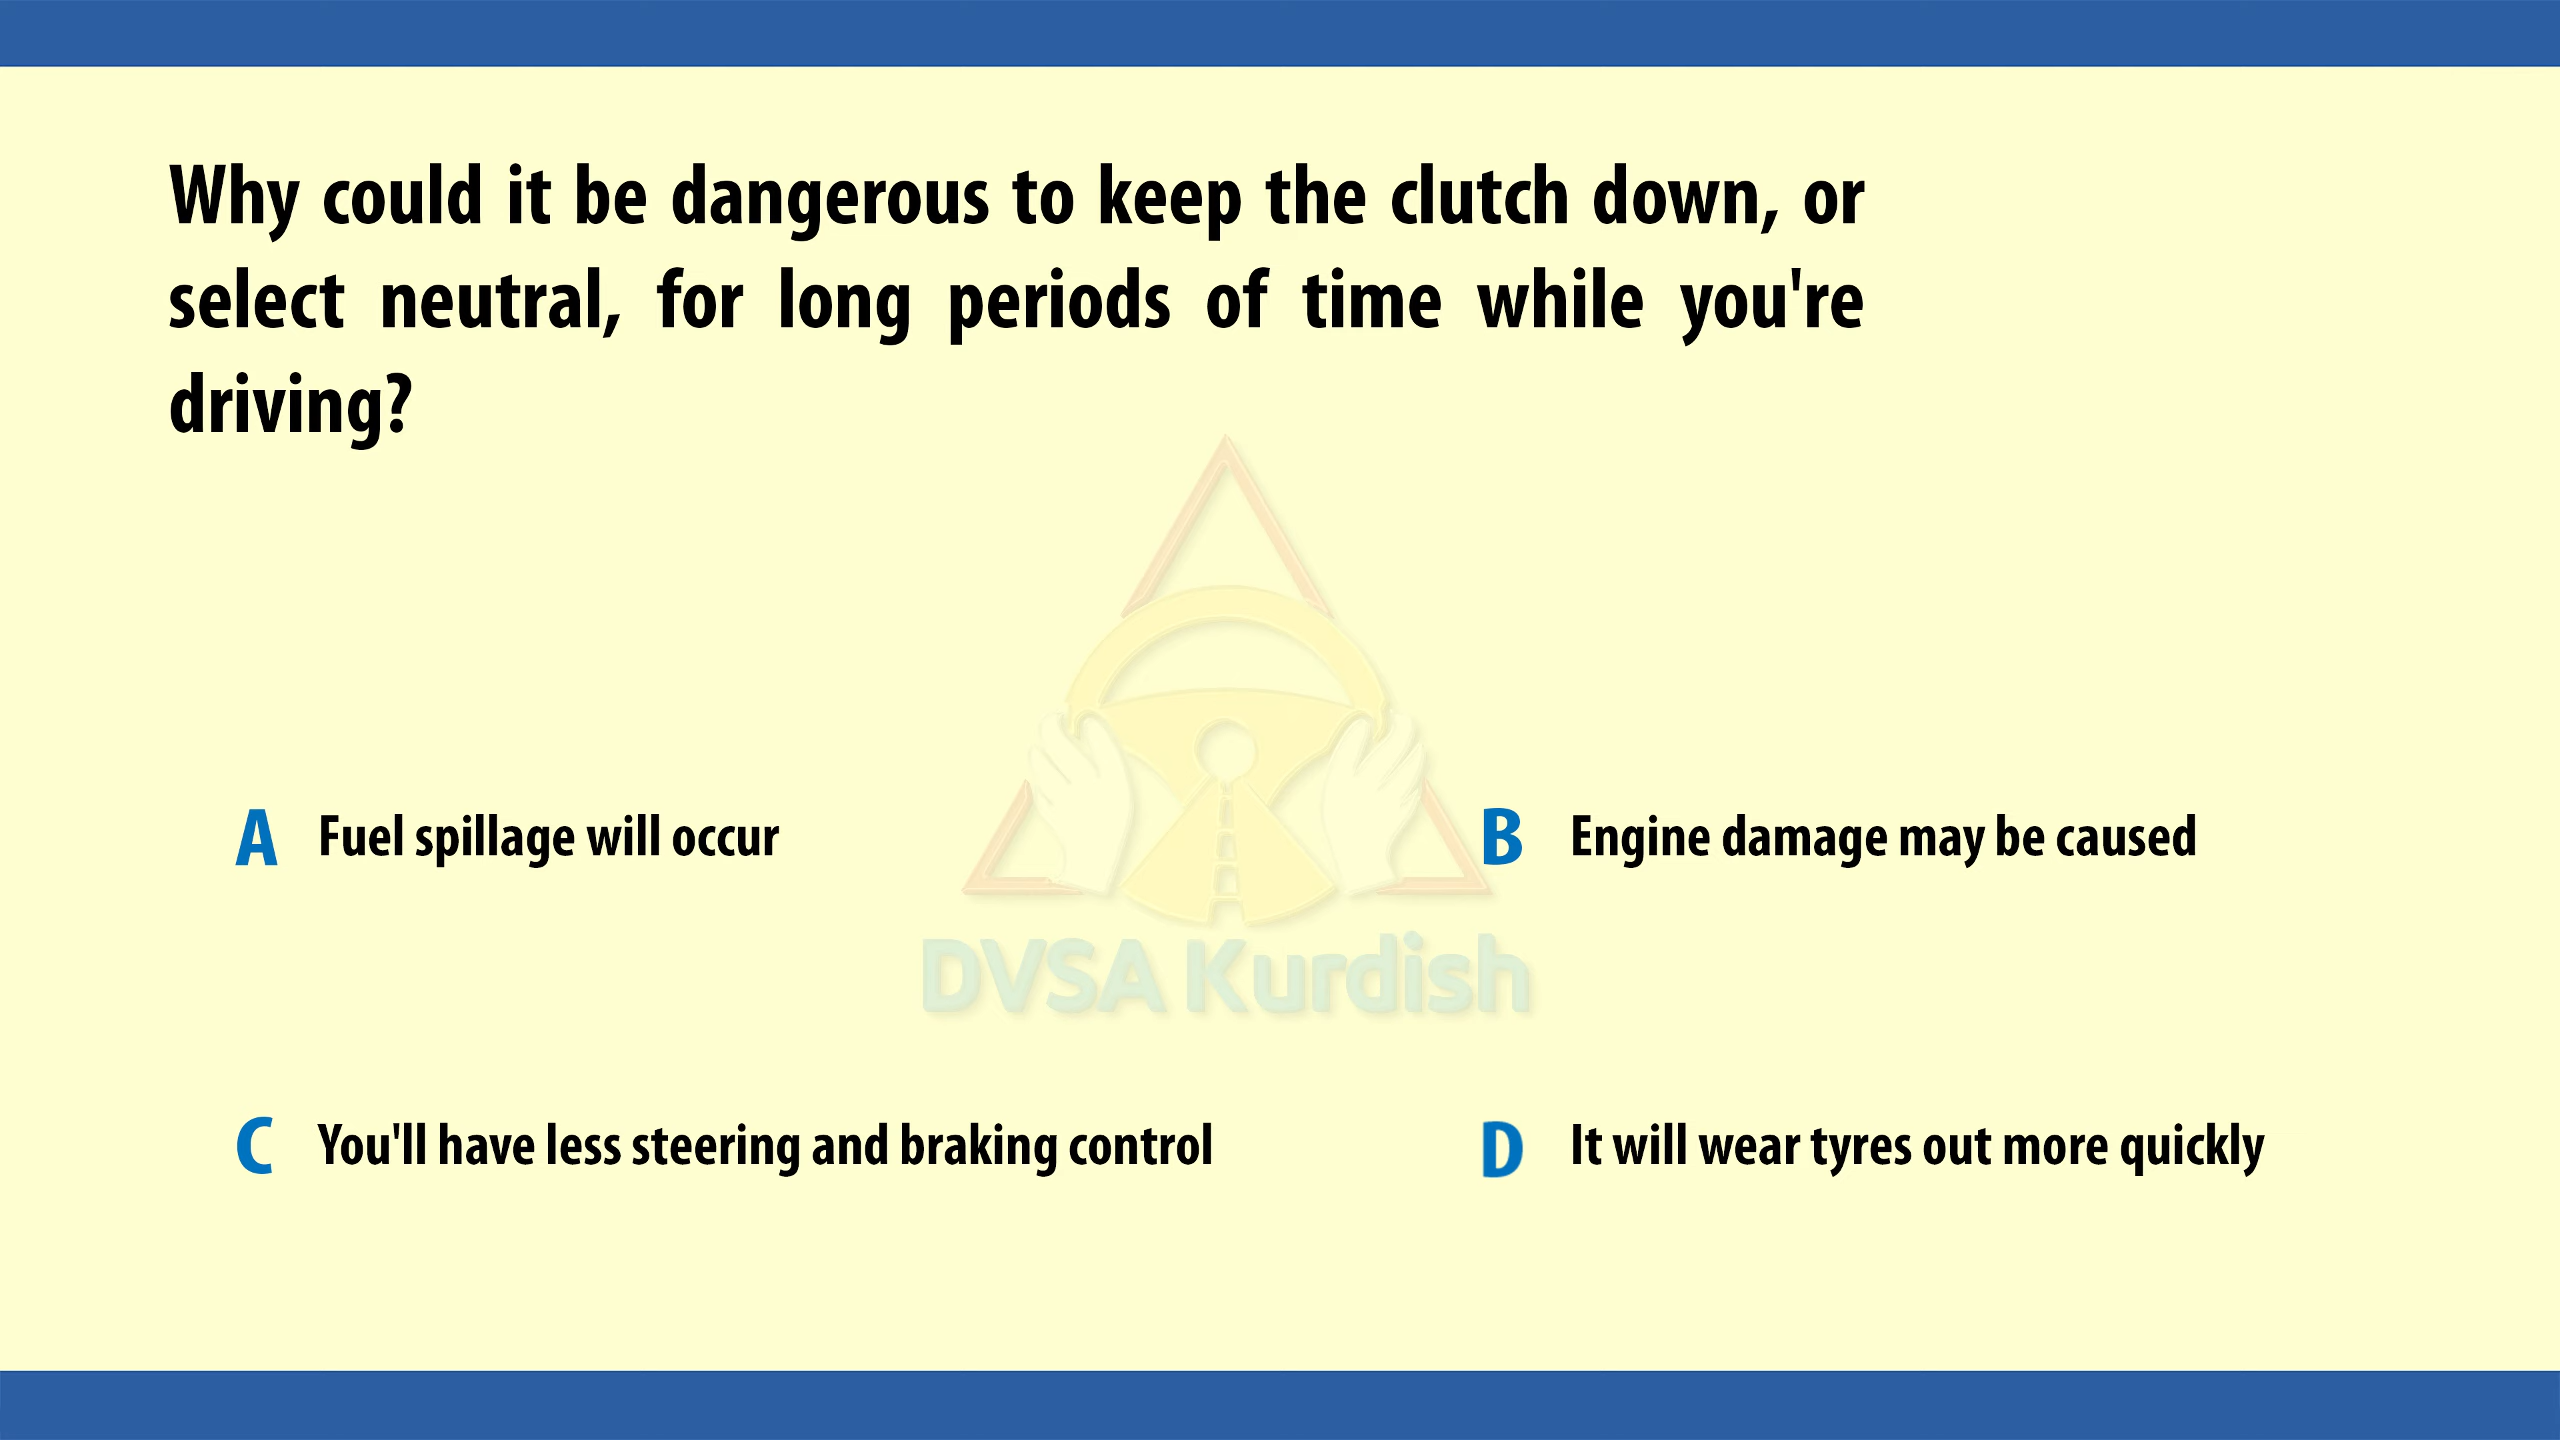 Why could it be dangerous to keep the clutch down, or
select neutral, for long periods of time while you're
driving?
A Fuel spillage will occur
B Engine damage may be caused
DVSA Kurdish
C You'll have less steering and braking control
D It will wear tyres out more quickly